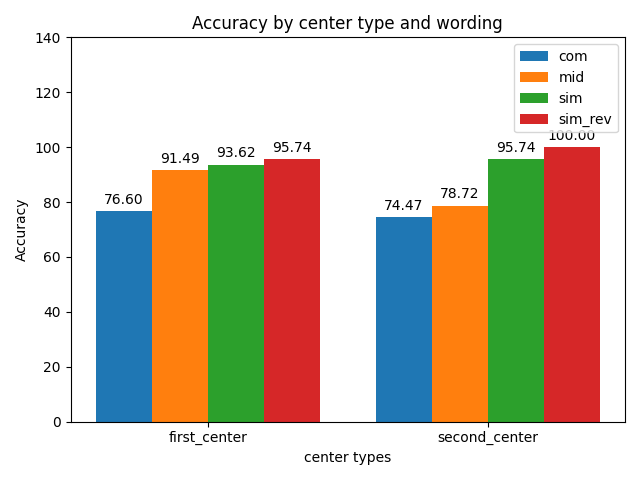 Accuracy by center type and wording
140
120
100
80
60
40
20
0
Accuracy
com
mid
sim
sim_rev
76.60
91.49
93.62
95.74
74.47
78.72
95.74
100.00
first_center
second_center
center types